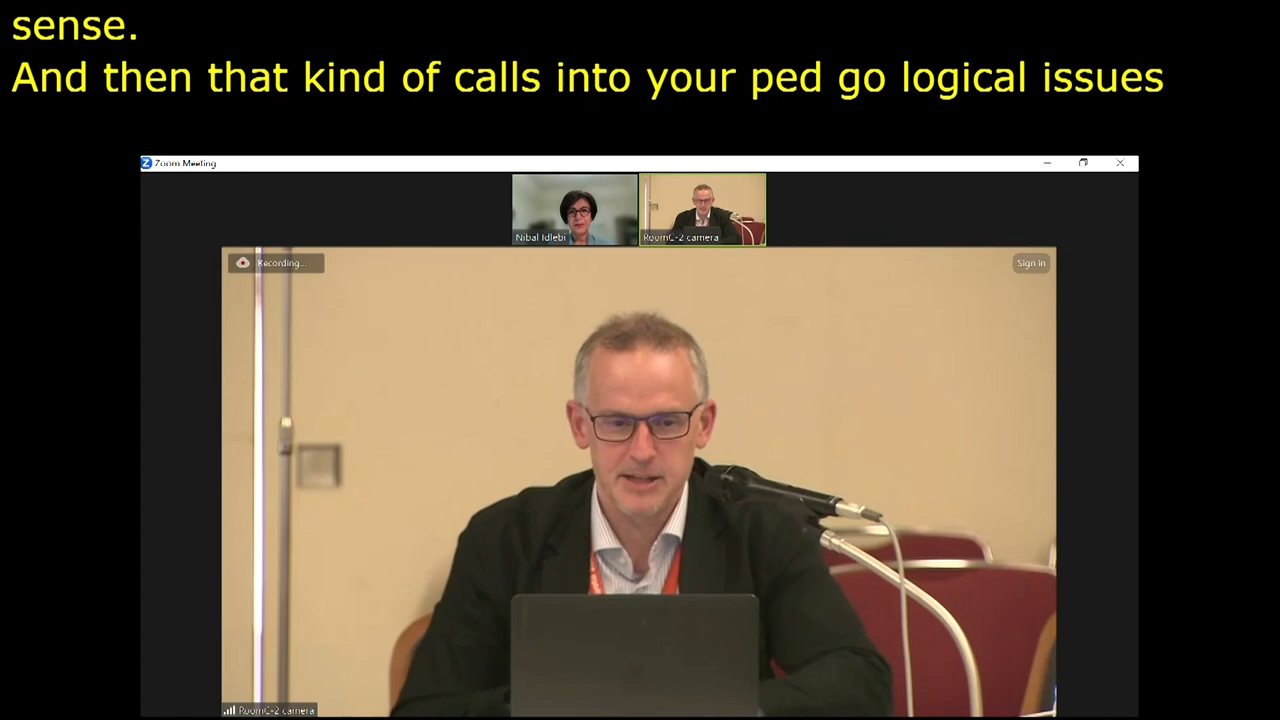 sense.
And then that kind of calls into your ped go logical issues
Zoom Meeting
Nibal Idlebi
RoomC-2 camera
Recording...
Sign in
RoomC-2 camera